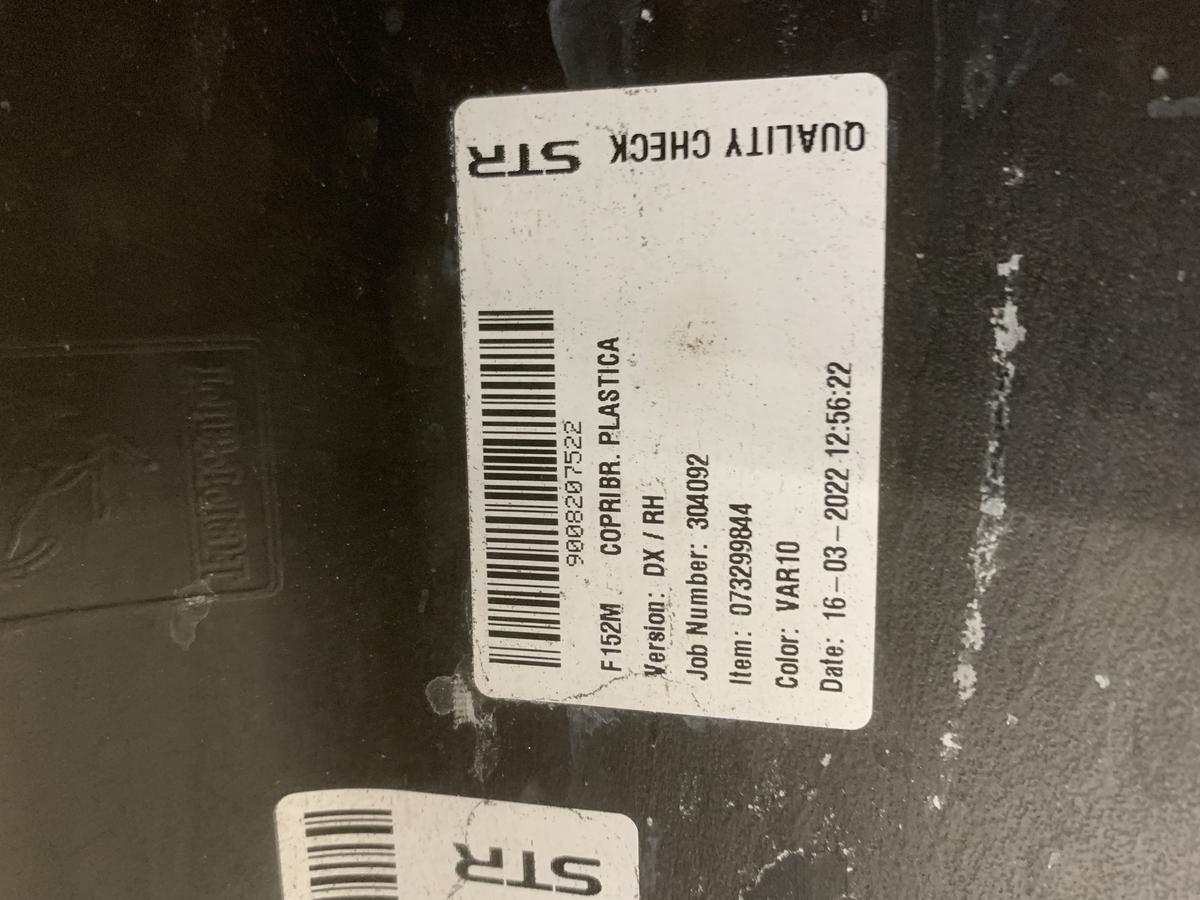 STR QUALITY CHECK
9008207522
F152M COPRIBR. PLASTICA
Version: DX / RH
Job Number: 304092
Item: 073299844
Color: VAR10
Date: 16-03-2022 12:56:22
STR